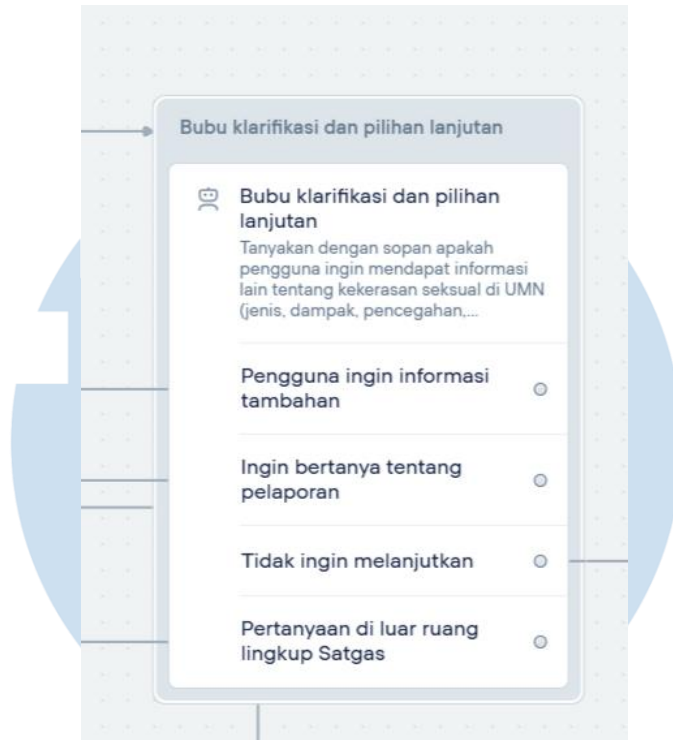 Bubu klarifikasi dan pilihan lanjutan
Bubu klarifikasi dan pilihan
lanjutan
Tanyakan dengan sopan apakah
pengguna ingin mendapat informasi
lain tentang kekerasan seksual di UMN
(jenis, dampak, pencegahan,...
Pengguna ingin informasi
tambahan
Ingin bertanya tentang
pelaporan
Tidak ingin melanjutkan
Pertanyaan di luar ruang
lingkup Satgas